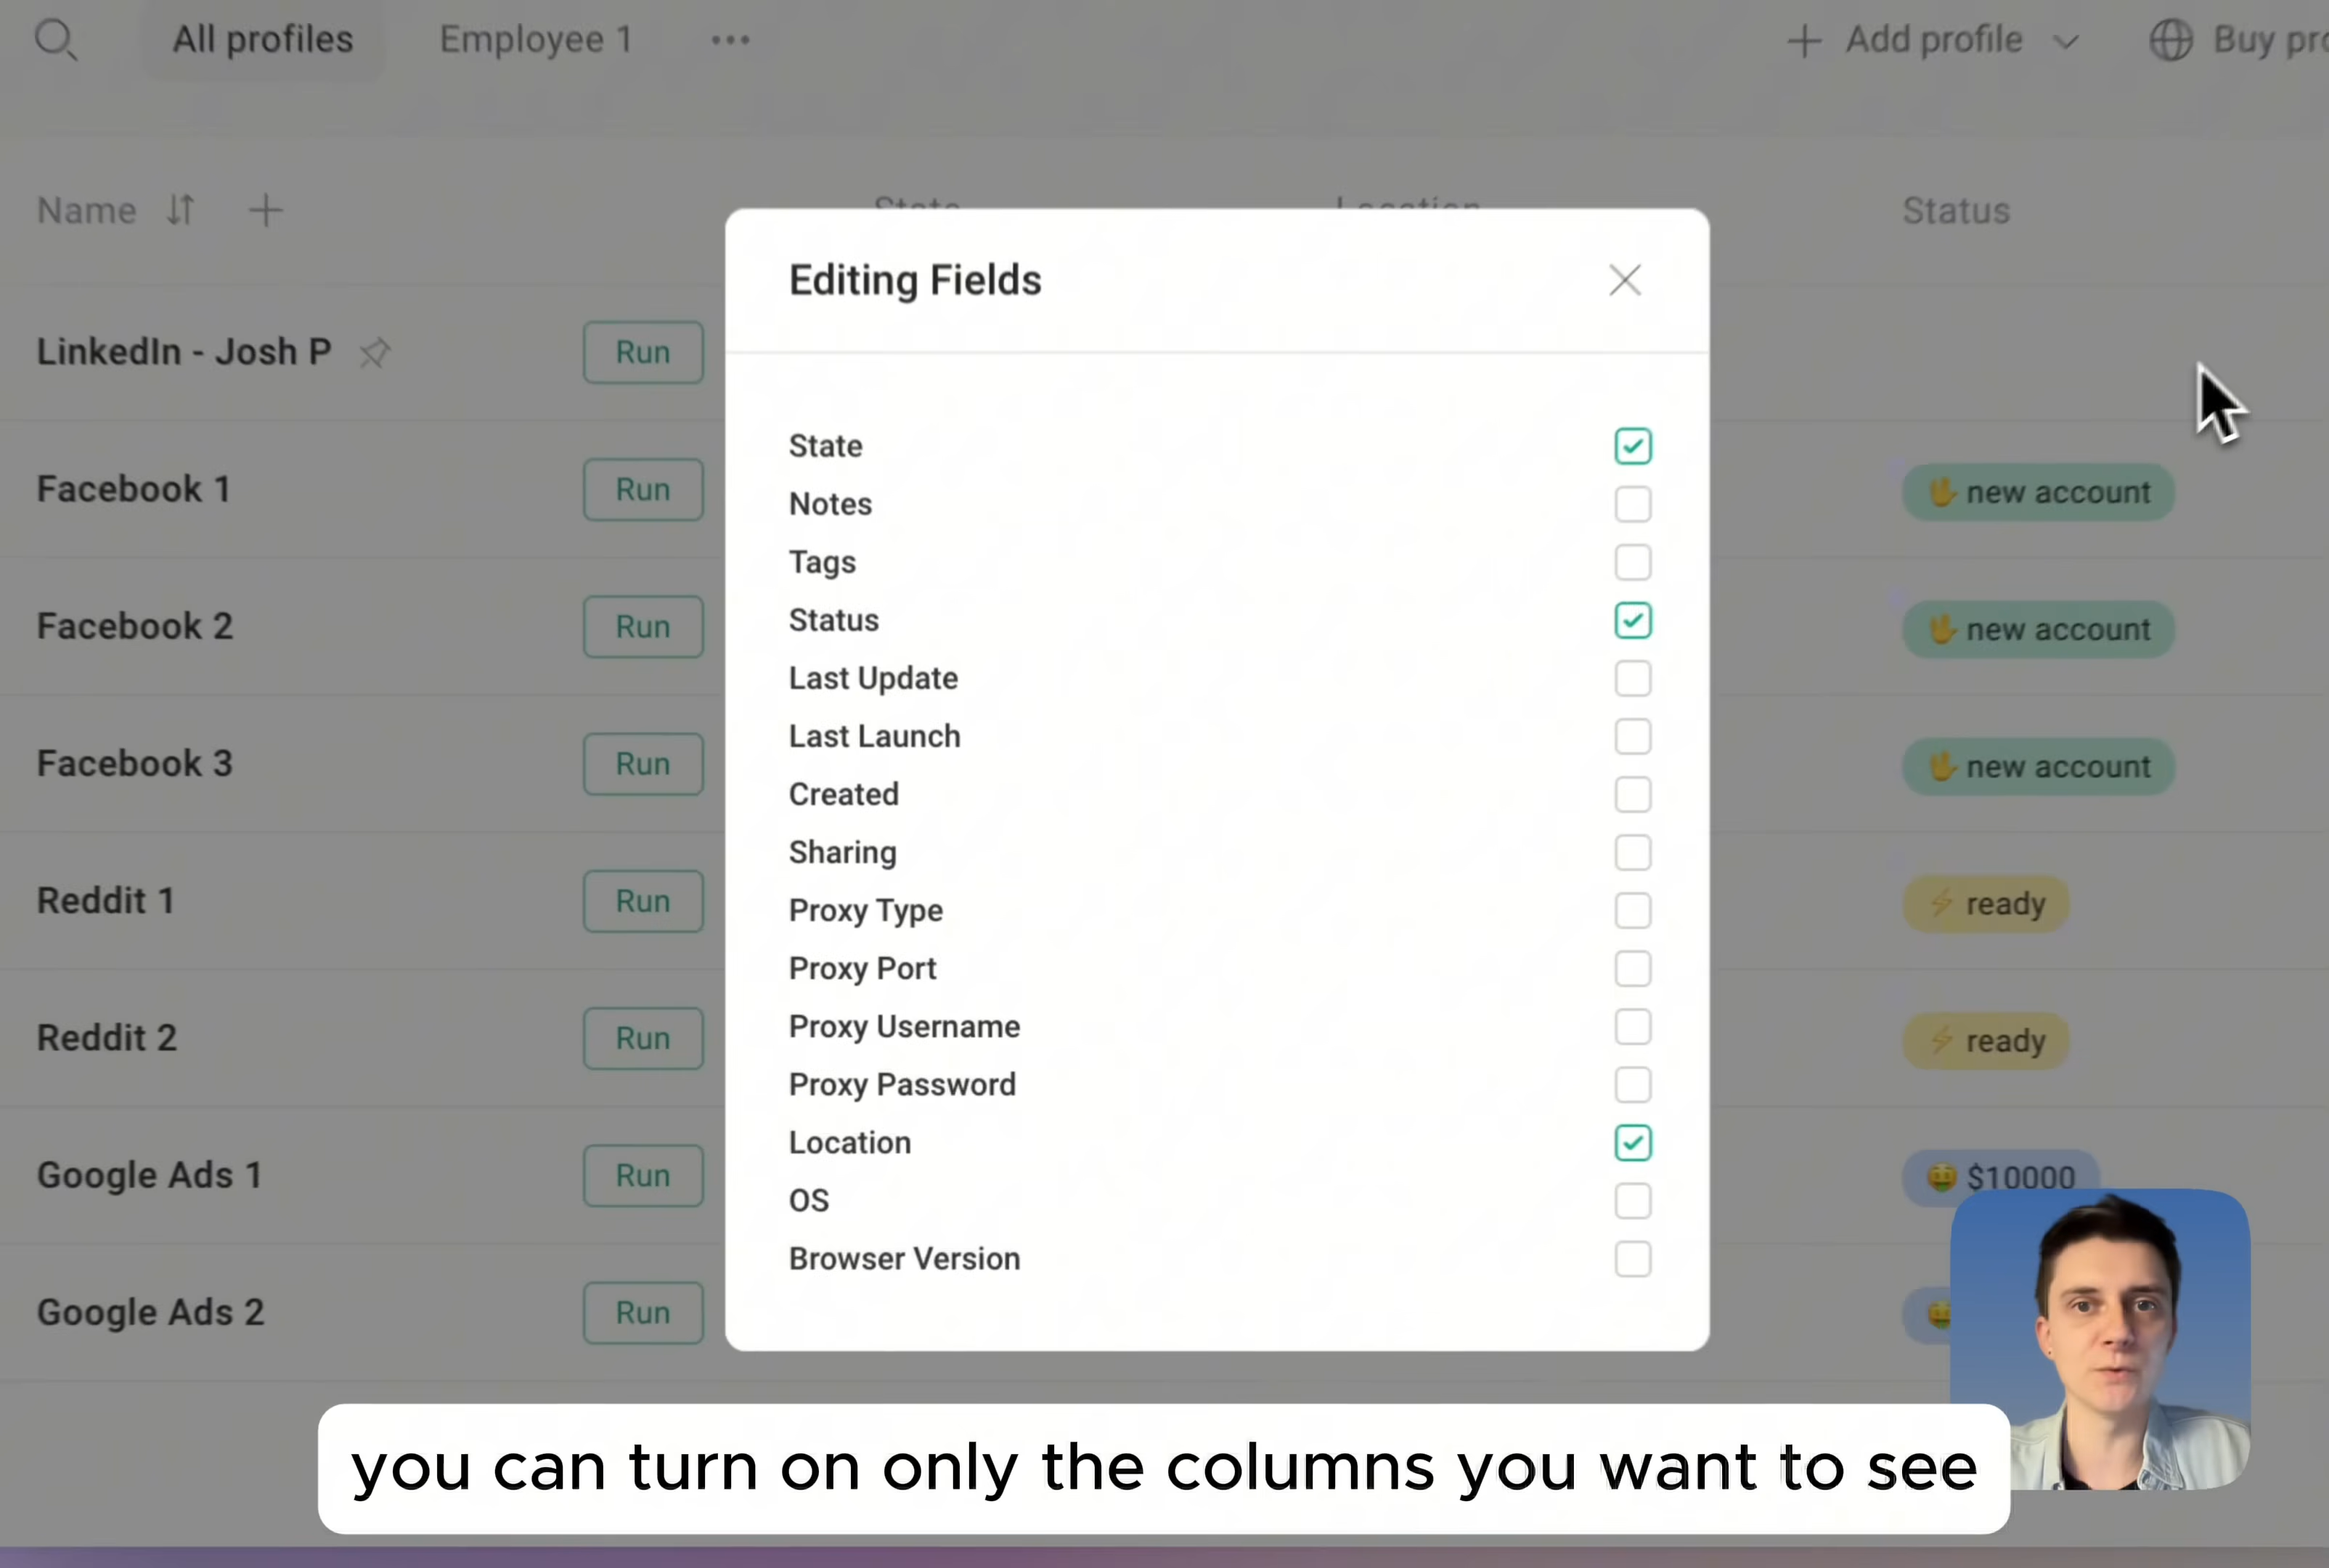 All profiles
Employee 1
Add profile
Buy
Name
State
Location
Status
LinkedIn - Josh P
Run
Facebook 1
Run
new account
Facebook 2
Run
new account
Facebook 3
Run
new account
Reddit 1
Run
ready
Reddit 2
Run
ready
Google Ads 1
Run
$10000
Google Ads 2
Run
Editing Fields
State
Notes
Tags
Status
Last Update
Last Launch
Created
Sharing
Proxy Type
Proxy Port
Proxy Username
Proxy Password
Location
OS
Browser Version
you can turn on only the columns you want to see